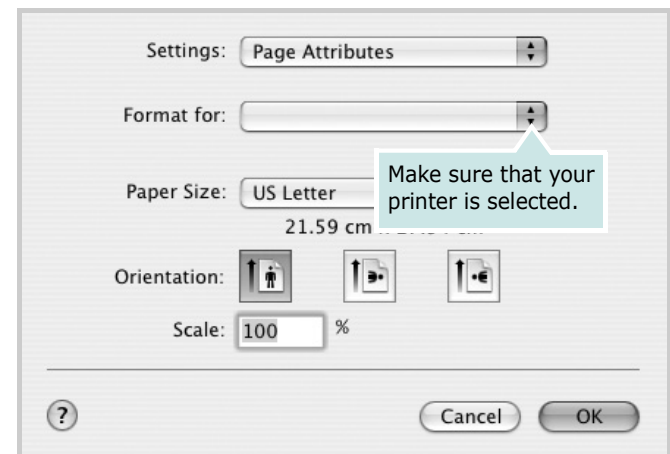 Settings: Page Attributes
Format for:
Make sure that your
printer is selected.
Paper Size: US Letter
21.59 cm
Orientation:
Scale: 100 %
? Cancel OK